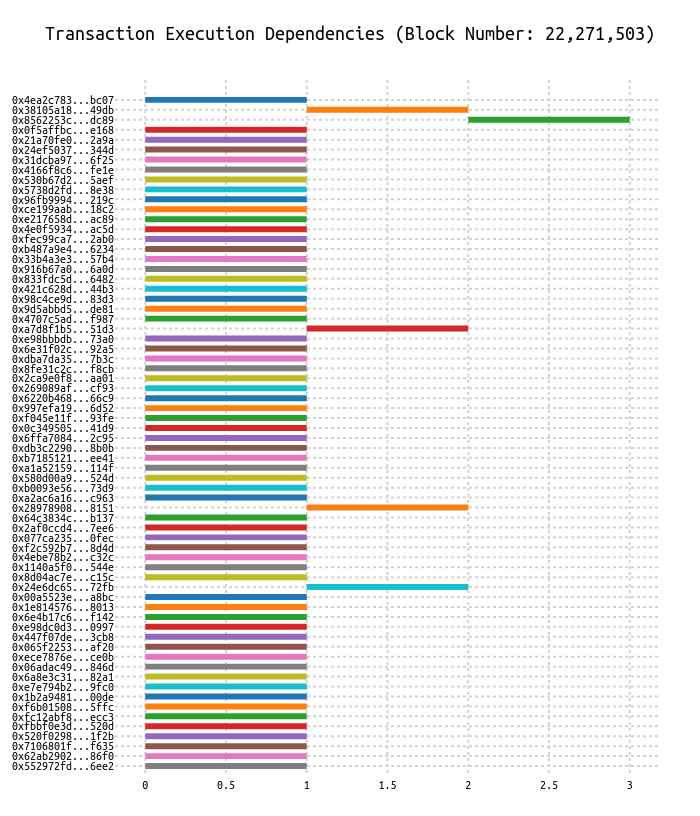 Transaction Execution Dependencies (Block Number: 22,271,503)
0x4ea2c783...bc07
0x38105a18...49db
0x8562253c...dc89
0x0f5affbc...e168
0x21a70fe0...2a9a
0x24ef5037...344d
0x31dcba97...6f25
0x4166f8c6...fe1e
0x530b67d2...5aef
0x5738d2fd...8e38
0x96fb9994...219c
0xce199aab...18c2
0xe217658d...ac89
0x4e0f5934...ac5d
0xfec99ca7...2ab0
0xb487a9e4...6234
0x33b4a3e3...57b4
0x916b67a0...6a0d
0x833fdc5d...6482
0x421c628d...44b3
0x98c4ce9d...83d3
0x9d5abbd5...de81
0x4707c5ad...f987
0xa7d8f1b5...51d3
0xe98bbbdb...73a0
0x6e31f02c...92a5
0xdba7da35...7b3c
0x8fe31c2c...f8cb
0x2ca9e0f8...aa01
0x269089af...cf93
0x6220b468...66c9
0x997efa19...6d52
0xf045e11f...93fe
0x0c349505...41d9
0x6ffa7084...2c95
0xdb3c2290...8b0b
0xb7185121...ee41
0xa1a52159...114f
0x580d00a9...524d
0xb0093e56...73d9
0xa2ac6a16...c963
0x28978908...8151
0x64c3834c...b137
0x2af0ccd4...7ee6
0x077ca235...0fec
0xf2c592b7...8d4d
0x4ebe78b2...c32c
0x1140a5f0...544e
0x8d04ac7e...c15c
0x24e6dc65...72fb
0x00a5523e...a8bc
0x1e814576...8013
0x6e4b17c6...f142
0xe98dc0d3...0997
0x447f07de...3cb8
0x065f2253...af20
0xece7876e...ce0b
0x06adac49...846d
0x6a8e3c31...82a1
0xe7e794b2...9fc0
0x1b2a9481...00de
0xf6b01508...5ffc
0xfc12abf8...ecc3
0xfbbf0e3d...520d
0x520f0298...1f2b
0x7106801f...f635
0x62ab2902...86f0
0x552972fd...6ee2
0 0.5 1 1.5 2 2.5 3